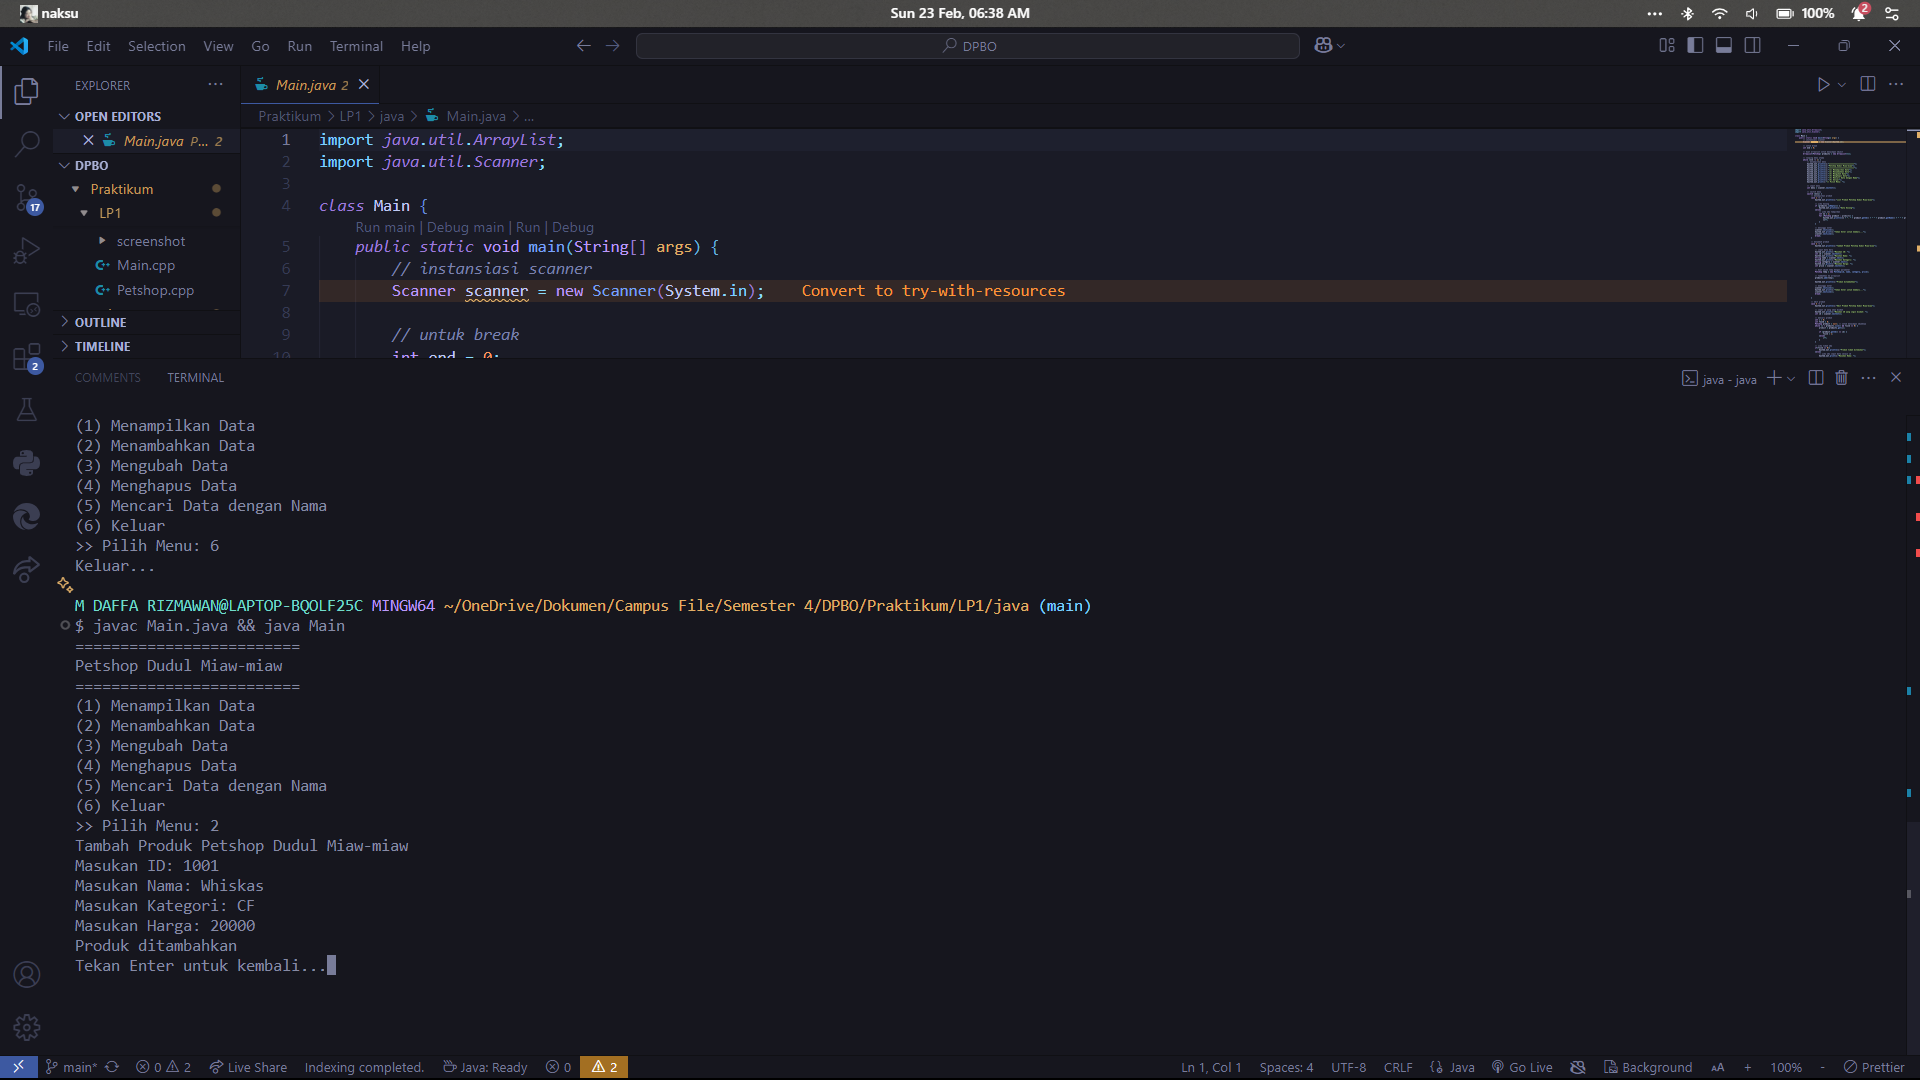 naksu
Sun 23 Feb, 06:38 AM
100%
2
File Edit Selection View Go Run Terminal Help
DPBO
EXPLORER
Main.java 2
OPEN EDITORS
Main.java P... 2
DPBO
Praktikum
LP1
screenshot
Main.cpp
Petshop.cpp
OUTLINE
TIMELINE
17
2
Praktikum > LP1 > java > Main.java > ...
1 import java.util.ArrayList;
2 import java.util.Scanner;
3
4 class Main {
Run main | Debug main | Run | Debug
5 public static void main(String[] args) {
6 // instansiasi scanner
7 Scanner scanner = new Scanner(System.in); Convert to try-with-resources
8
9 // untuk break
10 int end = 0;
COMMENTS TERMINAL
java - java
(1) Menampilkan Data
(2) Menambahkan Data
(3) Mengubah Data
(4) Menghapus Data
(5) Mencari Data dengan Nama
(6) Keluar
>> Pilih Menu: 6
Keluar...
M DAFFA RIZMAWAN@LAPTOP-BQOLF25C MINGW64 ~/OneDrive/Dokumen/Campus File/Semester 4/DPBO/Praktikum/LP1/java (main)
$ javac Main.java && java Main
=========================
Petshop Dudul Miaw-miaw
=========================
(1) Menampilkan Data
(2) Menambahkan Data
(3) Mengubah Data
(4) Menghapus Data
(5) Mencari Data dengan Nama
(6) Keluar
>> Pilih Menu: 2
Tambah Produk Petshop Dudul Miaw-miaw
Masukan ID: 1001
Masukan Nama: Whiskas
Masukan Kategori: CF
Masukan Harga: 20000
Produk ditambahkan
Tekan Enter untuk kembali...
main* 0 2 Live Share Indexing completed. Java: Ready 0 2 Ln 1, Col 1 Spaces: 4 UTF-8 CRLF {} Java Go Live Background AA + 100% - Prettier